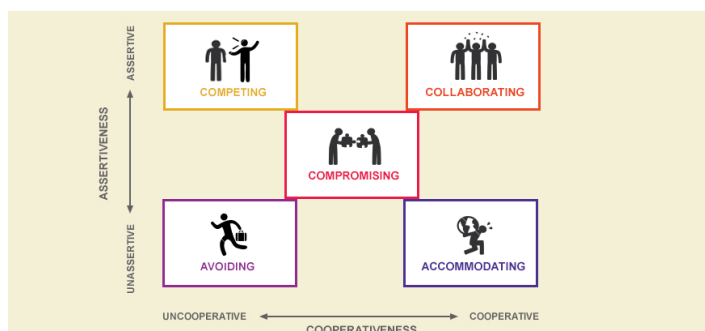 ASSERTIVE
COMPETING
COLLABORATING
ASSERTIVENESS
COMPROMISING
UNASSERTIVE
AVOIDING
ACCOMMODATING
UNCOOPERATIVE
COOPERATIVE
COOPERATIVENESS